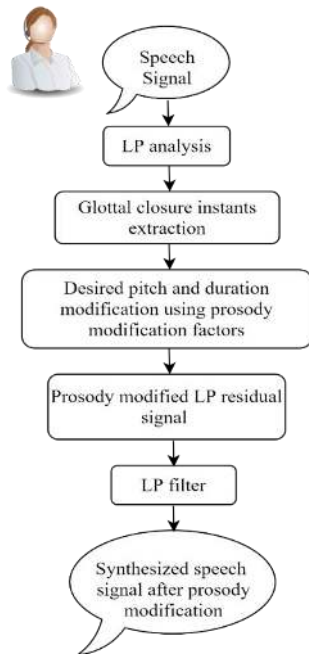 Speech
Signal
LP analysis
Glottal closure instants
extraction
Desired pitch and duration
modification using prosody
modification factors
Prosody modified LP residual
signal
LP filter
Synthesized speech
signal after prosody
modification